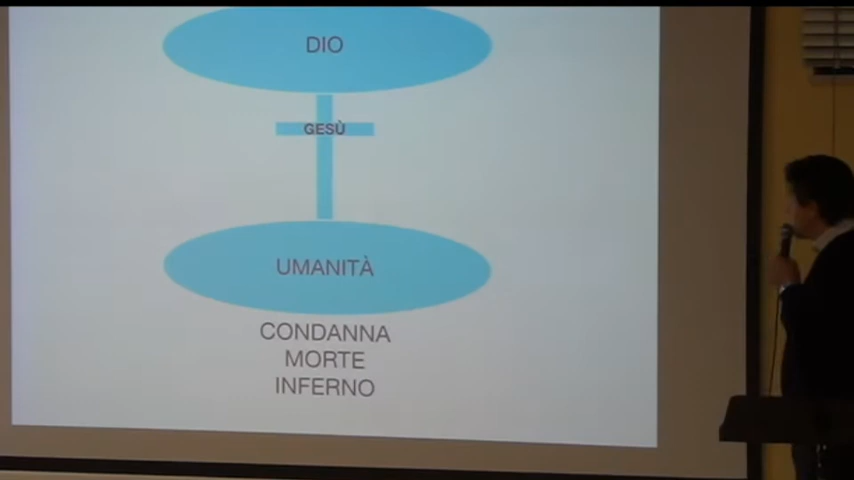 DIO
GESÙ
UMANITÀ
CONDANNA
MORTE
INFERNO